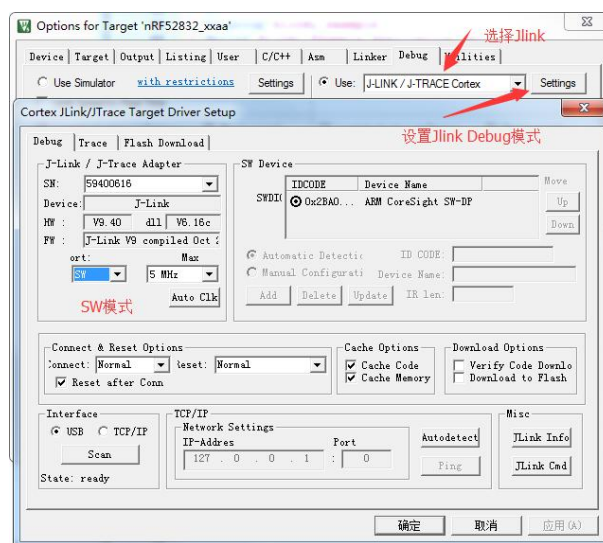 Options for Target 'nRF52832_xxaa'
选择Jlink
Device Target Output Listing User C/C++ Asm Linker Debug Utilities
Use Simulator with restrictions Settings Use: J-LINK / J-TRACE Cortex Settings
Cortex JLink/JTrace Target Driver Setup
设置Jlink Debug模式
Debug Trace Flash Download
J-Link / J-Trace Adapter
SN: 59400616
Device: J-Link
HW : V9.40 dll V6.16c
FW : J-Link V9 compiled Oct 2
ort: Max
SW 5 MHz
SW模式
Auto Clk
SW Device
IDCODE Device Name Move
SWDI 0x2BA0... ARM CoreSight SW-DP Up
Down
Automatic Detectic ID CODE:
Manual Configurati Device Name:
Add Delete Update IR len:
Connect & Reset Options
Connect: Normal Reset: Normal
Reset after Conn
Cache Options
Cache Code
Cache Memory
Download Options
Verify Code Downlo
Download to Flash
Interface
USB TCP/IP
Scan
State: ready
TCP/IP
Network Settings
IP-Addres Port
127 . 0 . 0 . 1 : 0
Autodetect
Ping
Misc
JLink Info
JLink Cmd
确定 取消 应用(A)